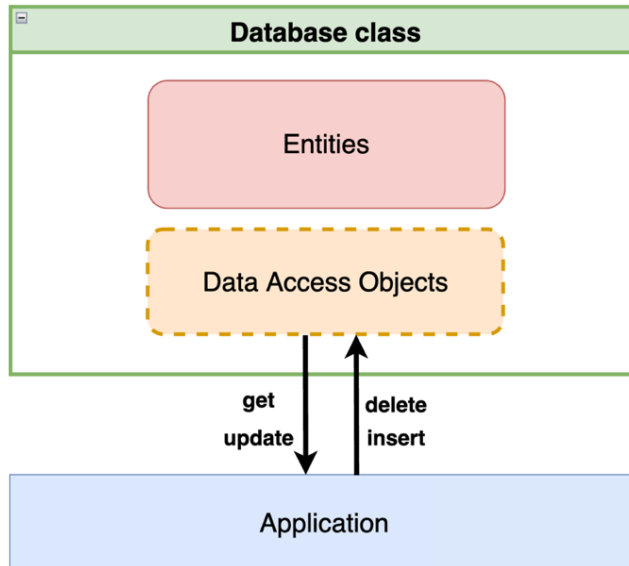 Database class
Entities
Data Access Objects
get
update
delete
insert
Application